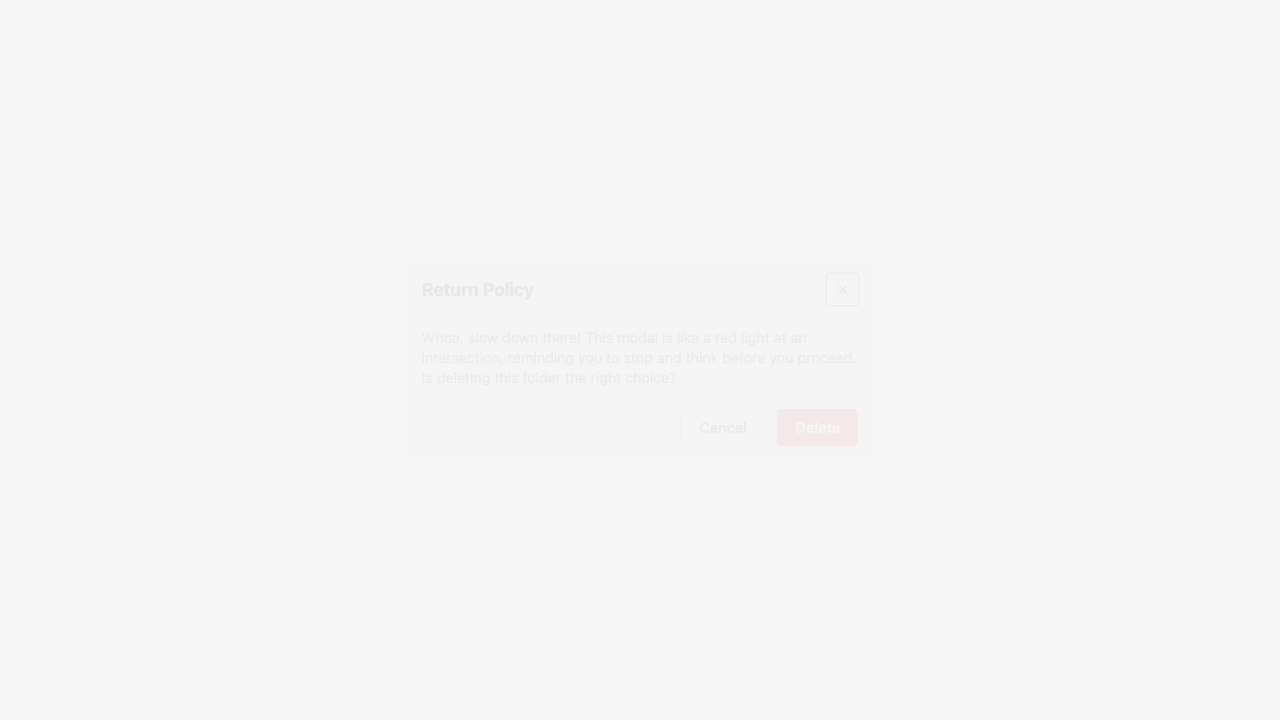 Return Policy
Whoa, slow down there! This modal is like a red light at an
intersection, reminding you to stop and think before you proceed.
Is deleting this folder the right choice?
Cancel
Delete